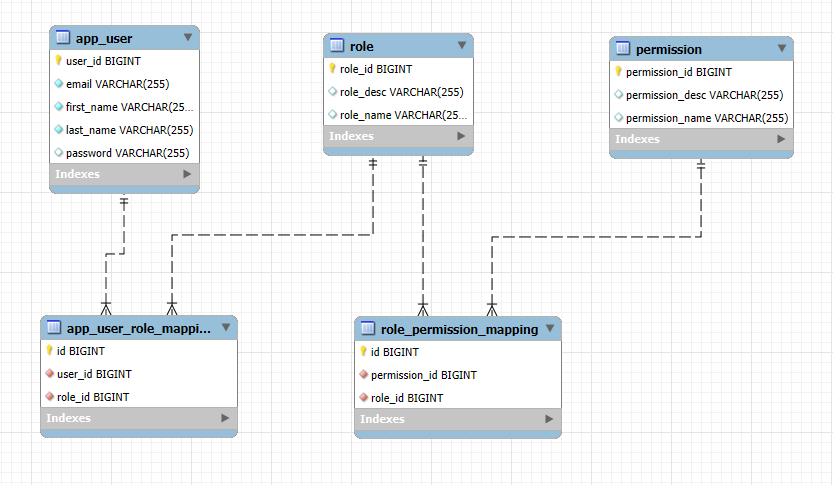 app_user
user_id BIGINT
email VARCHAR(255)
first_name VARCHAR(25...
last_name VARCHAR(255)
password VARCHAR(255)
Indexes
role
role_id BIGINT
role_desc VARCHAR(255)
role_name VARCHAR(25...
Indexes
permission
permission_id BIGINT
permission_desc VARCHAR(255)
permission_name VARCHAR(255)
Indexes
app_user_role_mappi...
id BIGINT
user_id BIGINT
role_id BIGINT
Indexes
role_permission_mapping
id BIGINT
permission_id BIGINT
role_id BIGINT
Indexes